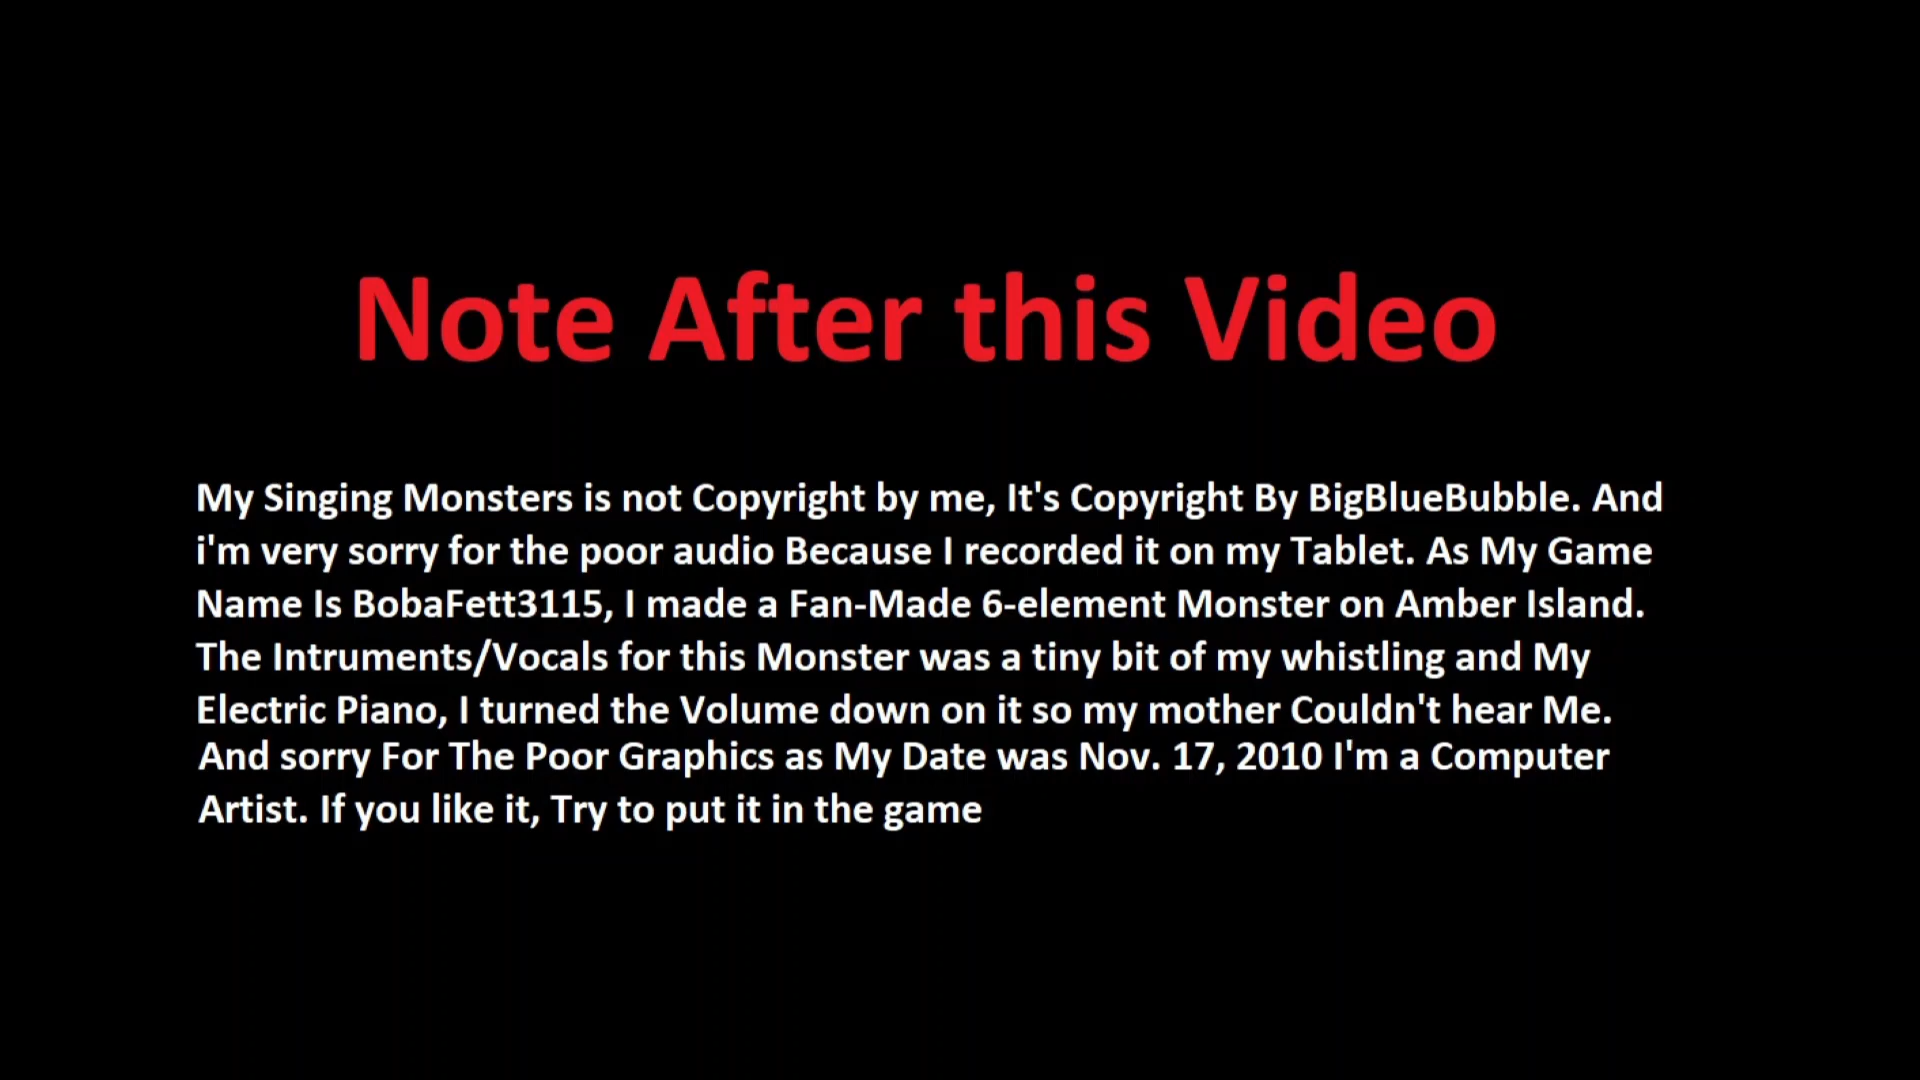 Note After this Video
My Singing Monsters is not Copyright by me, It's Copyright By BigBlueBubble. And
i'm very sorry for the poor audio Because I recorded it on my Tablet. As My Game
Name Is BobaFett3115, I made a Fan-Made 6-element Monster on Amber Island.
The Intruments/Vocals for this Monster was a tiny bit of my whistling and My
Electric Piano, I turned the Volume down on it so my mother Couldn't hear Me.
And sorry For The Poor Graphics as My Date was Nov. 17, 2010 I'm a Computer
Artist. If you like it, Try to put it in the game